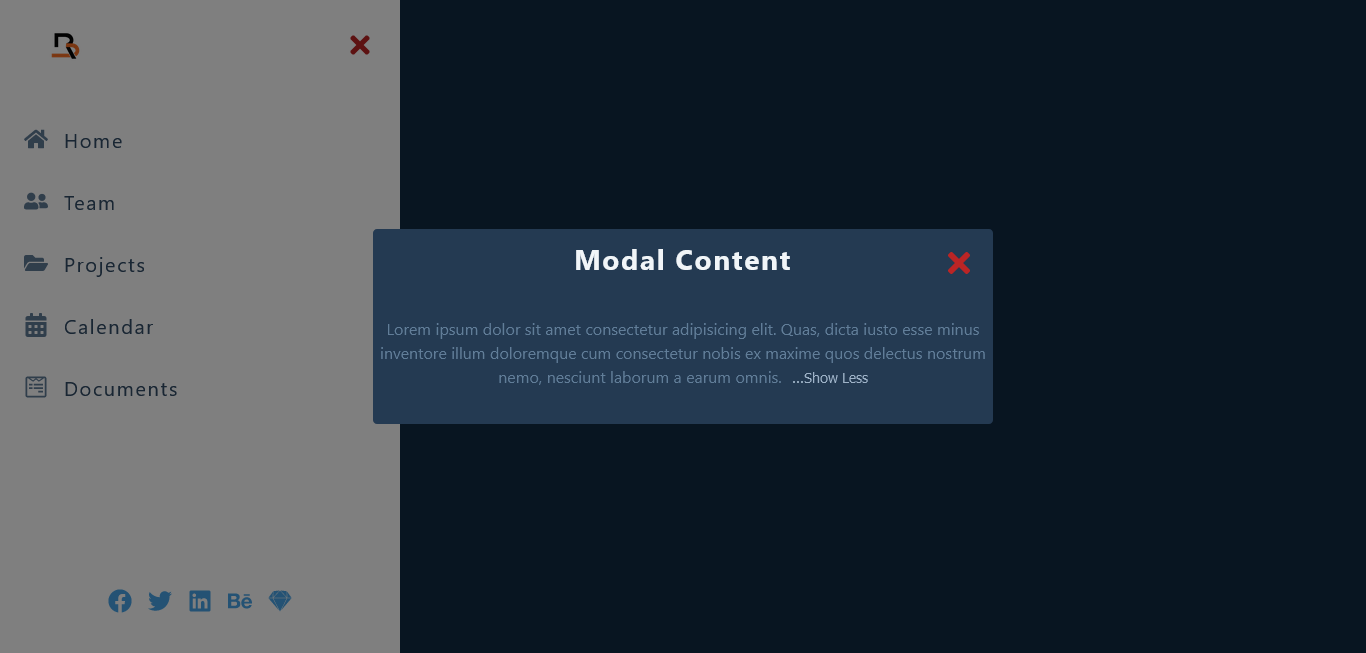 Home
Team
Projects
Calendar
Documents
Modal Content
Lorem ipsum dolor sit amet consectetur adipisicing elit. Quas, dicta iusto esse minus
inventore illum doloremque cum consectetur nobis ex maxime quos delectus nostrum
nemo, nesciunt laborum a earum omnis. ...Show Less
Bē